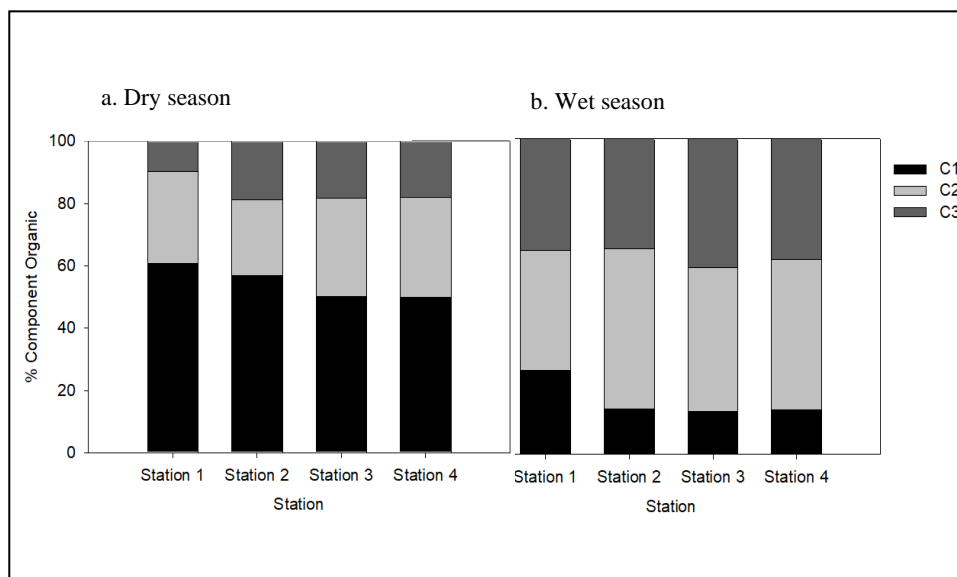 a. Dry season
b. Wet season
100
80
60
40
20
0
% Component Organic
Station 1 Station 2 Station 3 Station 4
Station
Station 1 Station 2 Station 3 Station 4
Station
C1
C2
C3